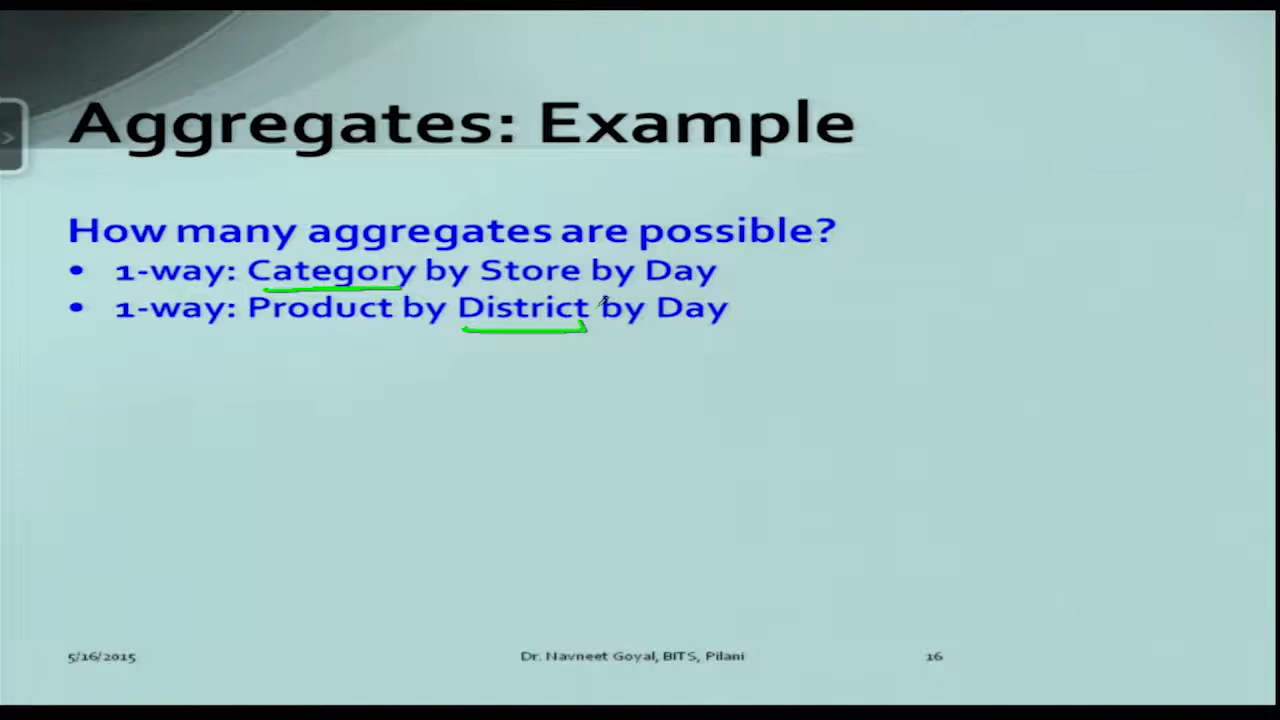 Aggregates: Example
How many aggregates are possible?
• 1-way: Category by Store by Day
• 1-way: Product by District by Day
5/16/2015 Dr. Navneet Goyal, BITS, Pilani 16